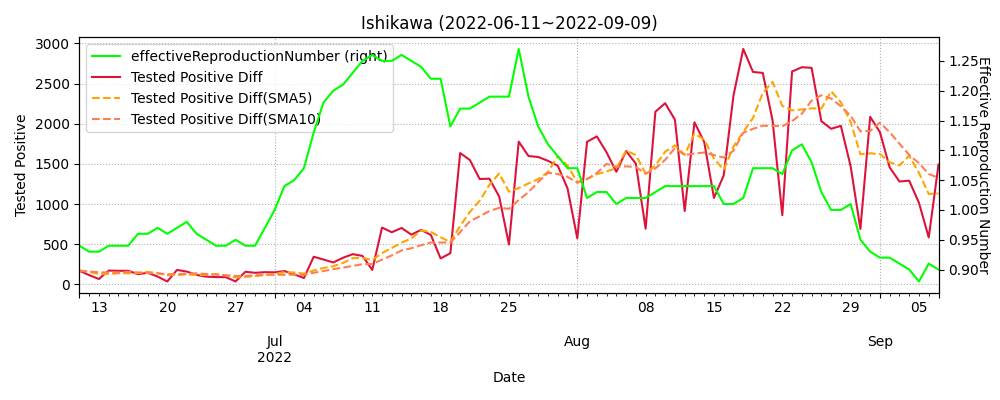 Ishikawa (2022-06-11~2022-09-09)
effectiveReproductionNumber (right)
Tested Positive Diff
Tested Positive Diff(SMA5)
Tested Positive Diff(SMA10)
Tested Positive
3000
2500
2000
1500
1000
500
0
Effective Reproduction Number
1.25
1.20
1.15
1.10
1.05
1.00
0.95
0.90
13 20 27 04 11 18 25 08 15 22 29 05
Jul Aug Sep
2022
Date